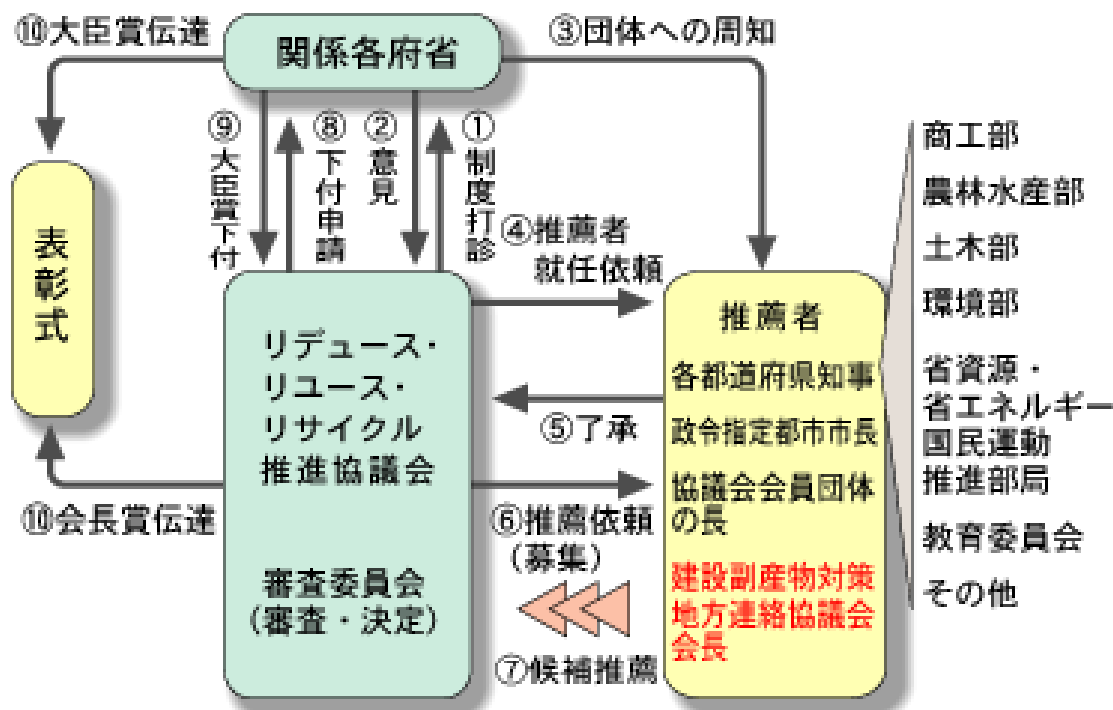 ⑩大臣賞伝達
関係各府省
③団体への周知
⑨大臣賞下付
⑧下付申請
②意見
①制度打診
④推薦者
就任依頼
表彰式
リデュース・
リユース・
リサイクル
推進協議会
審査委員会
(審査・決定)
⑤了承
⑥推薦依頼
(募集)
⑦候補推薦
⑩会長賞伝達
推薦者
各都道府県知事
政令指定都市市長
協議会会員団体
の長
建設副産物対策
地方連絡協議会
会長
商工部
農林水産部
土木部
環境部
省資源・
省エネルギー
国民運動
推進部局
教育委員会
その他